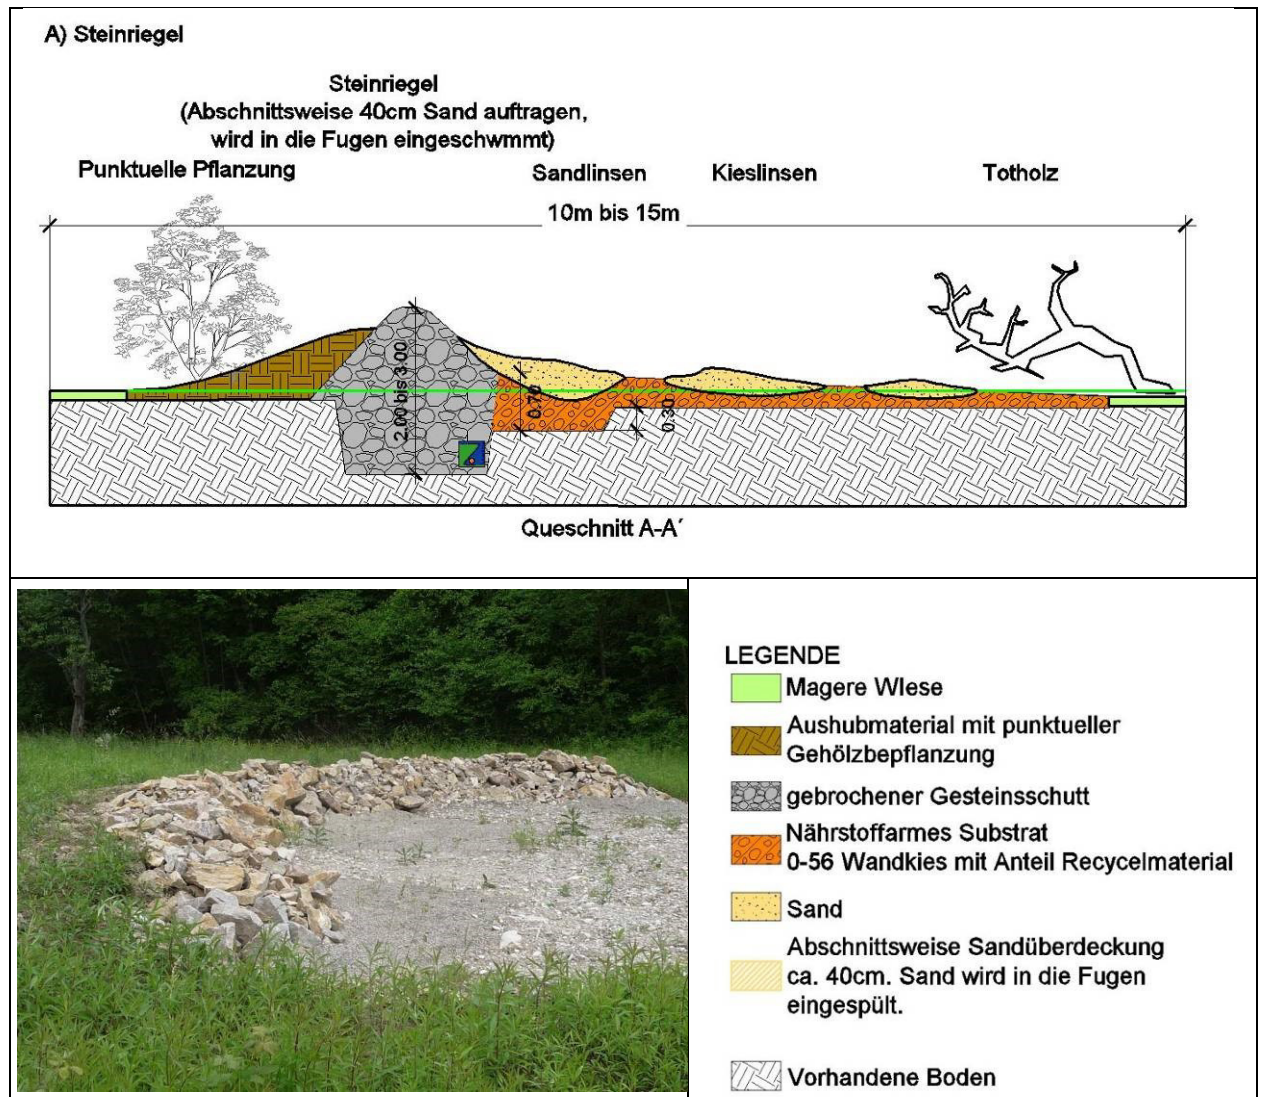 A) Steinriegel
Steinriegel
(Abschnittsweise 40cm Sand auftragen,
wird in die Fugen eingeschwmmt)
Punktuelle Pflanzung
Sandlinsen
Kieslinsen
Totholz
10m bis 15m
2.00 bis 3.00
0.70
0.30
Queschnitt A-A´
LEGENDE
Magere WIese
Aushubmaterial mit punktueller
Gehölzbepflanzung
gebrochener Gesteinsschutt
Nährstoffarmes Substrat
0-56 Wandkies mit Anteil Recycelmaterial
Sand
Abschnittsweise Sandüberdeckung
ca. 40cm. Sand wird in die Fugen
eingespült.
Vorhandene Boden